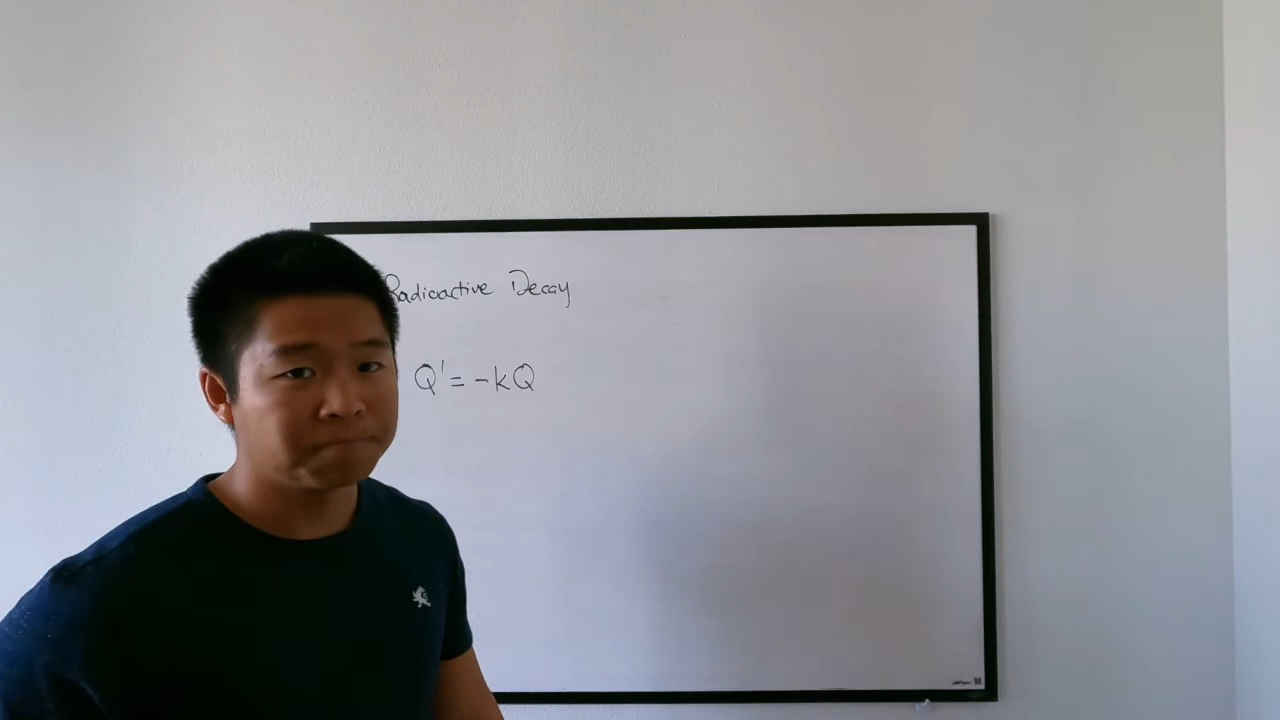 Radioactive Decay
Q' = -kQ